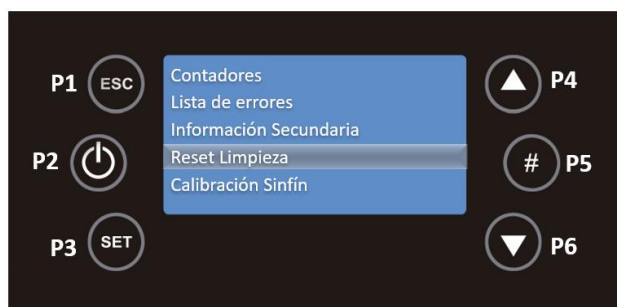 P1 ESC
Contadores
Lista de errores
Información Secundaria
Reset Limpieza
Calibración Sinfín
P4
P2
# P5
P3 SET
P6